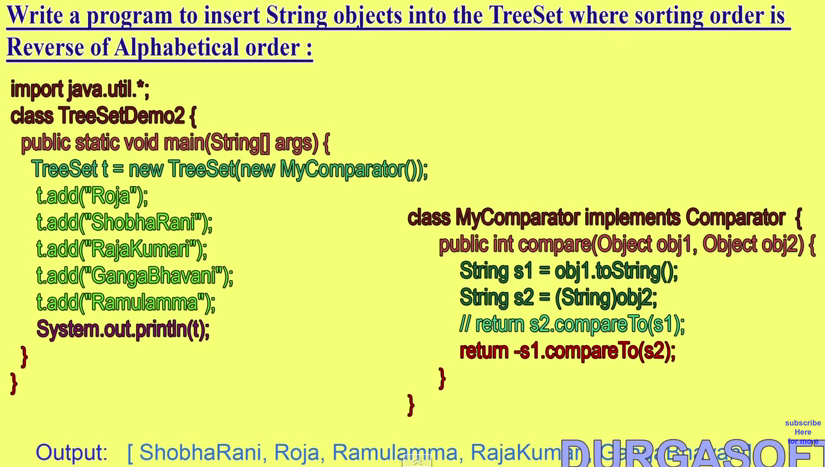 Write a program to insert String objects into the TreeSet where sorting order is
Reverse of Alphabetical order :
import java.util.*;
class TreeSetDemo2 {
public static void main(String[] args) {
TreeSet t = new TreeSet(new MyComparator());
t.add("Roja");
t.add("ShobhaRani");
t.add("RajaKumari");
t.add("GangaBhavani");
t.add("Ramulamma");
System.out.println(t);
}
}
class MyComparator implements Comparator {
public int compare(Object obj1, Object obj2) {
String s1 = obj1.toString();
String s2 = (String)obj2;
// return s2.compareTo(s1);
return -s1.compareTo(s2);
}
}
subscribe
Here
for more
Output: [ ShobhaRani, Roja, Ramulamma, RajaKumari, GangaBhavani ]
DURGASOFT